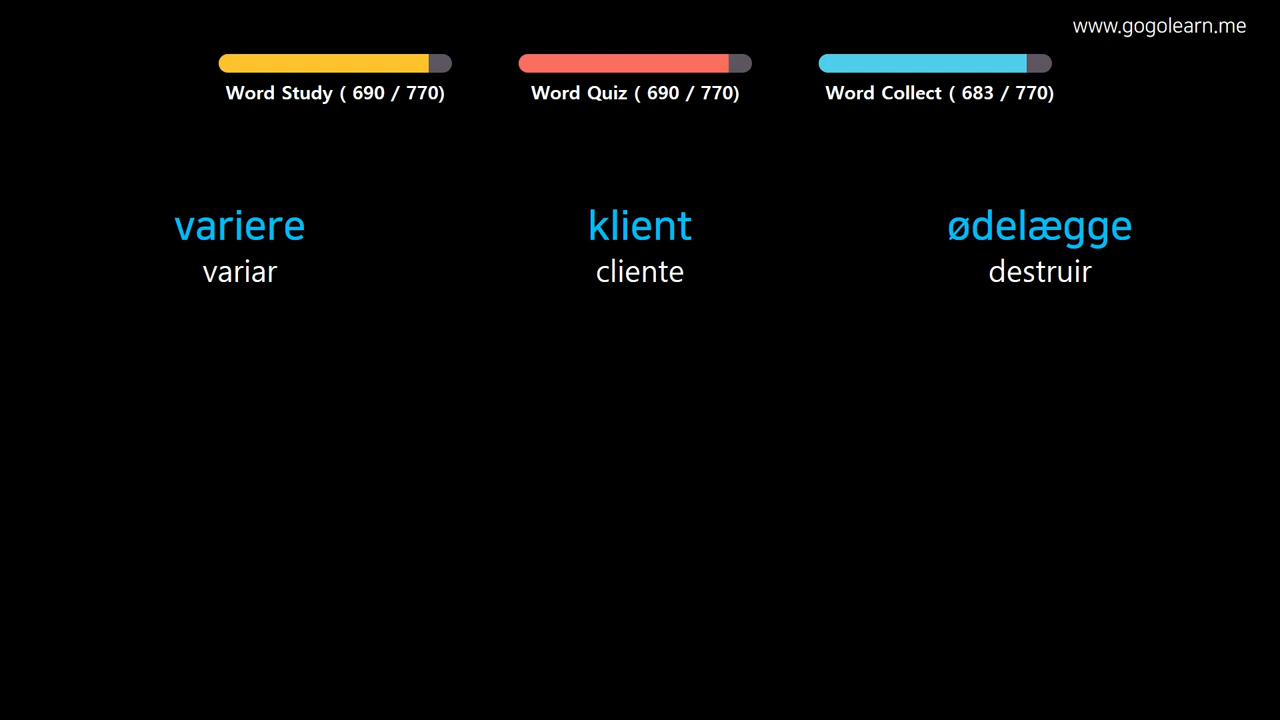 www.gogolearn.me
Word Study ( 690 / 770)
Word Quiz ( 690 / 770)
Word Collect ( 683 / 770)
variere
klient
ødelægge
variar
cliente
destruir